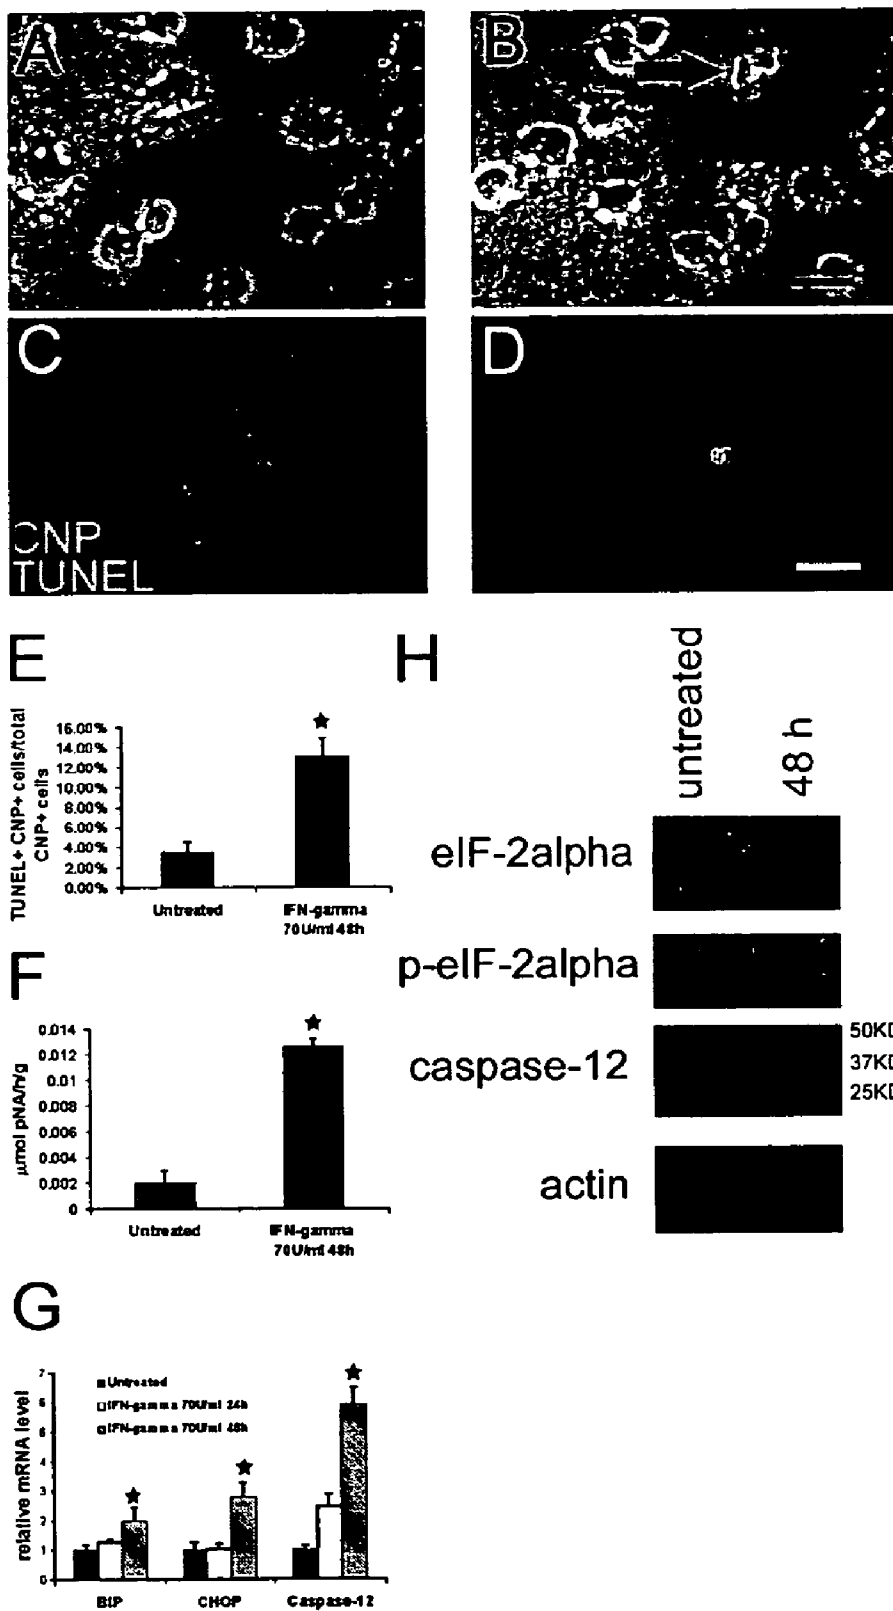 A
B
C
CNP
TUNEL
D
E
TUNEL+ CNP+ cells/total
CNP+ cells
16.00%
14.00%
12.00%
10.00%
8.00%
6.00%
4.00%
2.00%
0.00%
Untreated
IFN-gamma
70U/ml 48h
F
µmol pNA/h/g
0.014
0.012
0.01
0.008
0.006
0.004
0.002
0
Untreated
IFN-gamma
70U/ml 48h
G
relative mRNA level
7
6
5
4
3
2
1
0
Untreated
IFN-gamma 70U/ml 24h
IFN-gamma 70U/ml 48h
BIP
CHOP
Caspase-12
H
untreated
48 h
eIF-2alpha
p-eIF-2alpha
caspase-12
50KD
37KD
25KD
actin